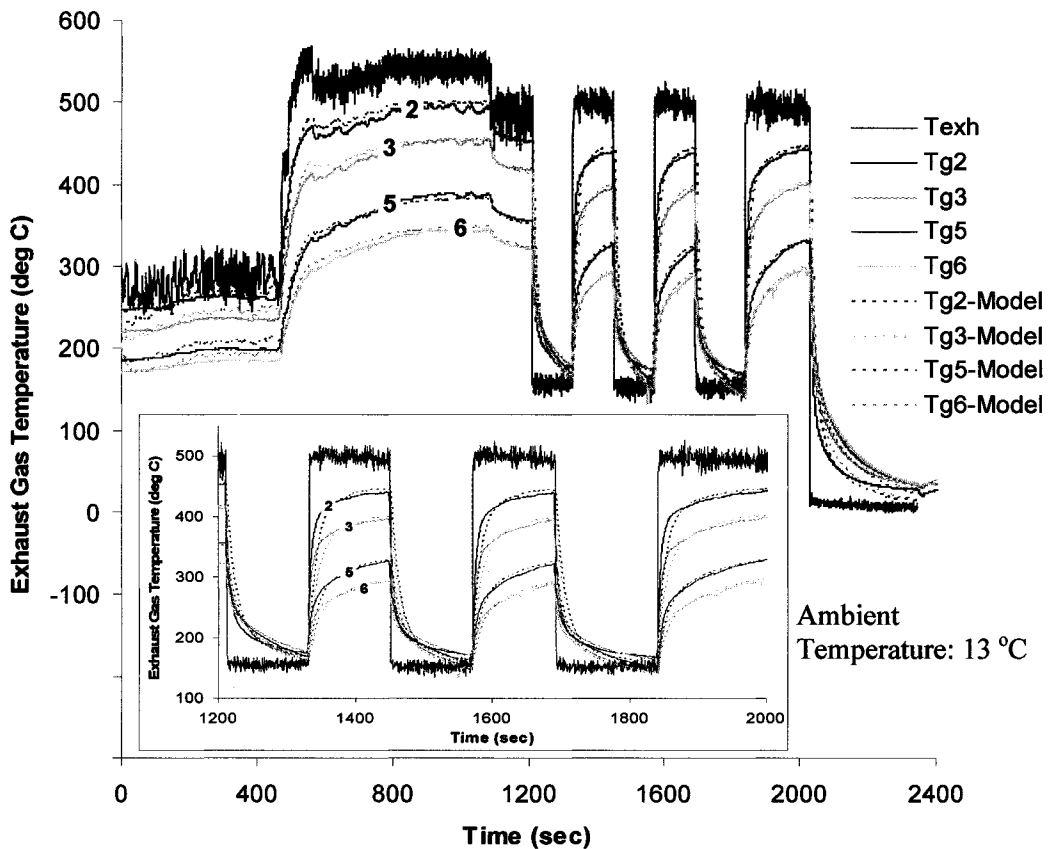 600
500
400
300
200
100
0
-100
Exhaust Gas Temperature (deg C)
2
3
5
6
Texh
Tg2
Tg3
Tg5
Tg6
Tg2-Model
Tg3-Model
Tg5-Model
Tg6-Model
500
400
300
200
100
Exhaust Gas Temperature (deg C)
2
3
5
6
1200 1400 1600 1800 2000
Time (sec)
Ambient
Temperature: 13 °C
0 400 800 1200 1600 2000 2400
Time (sec)